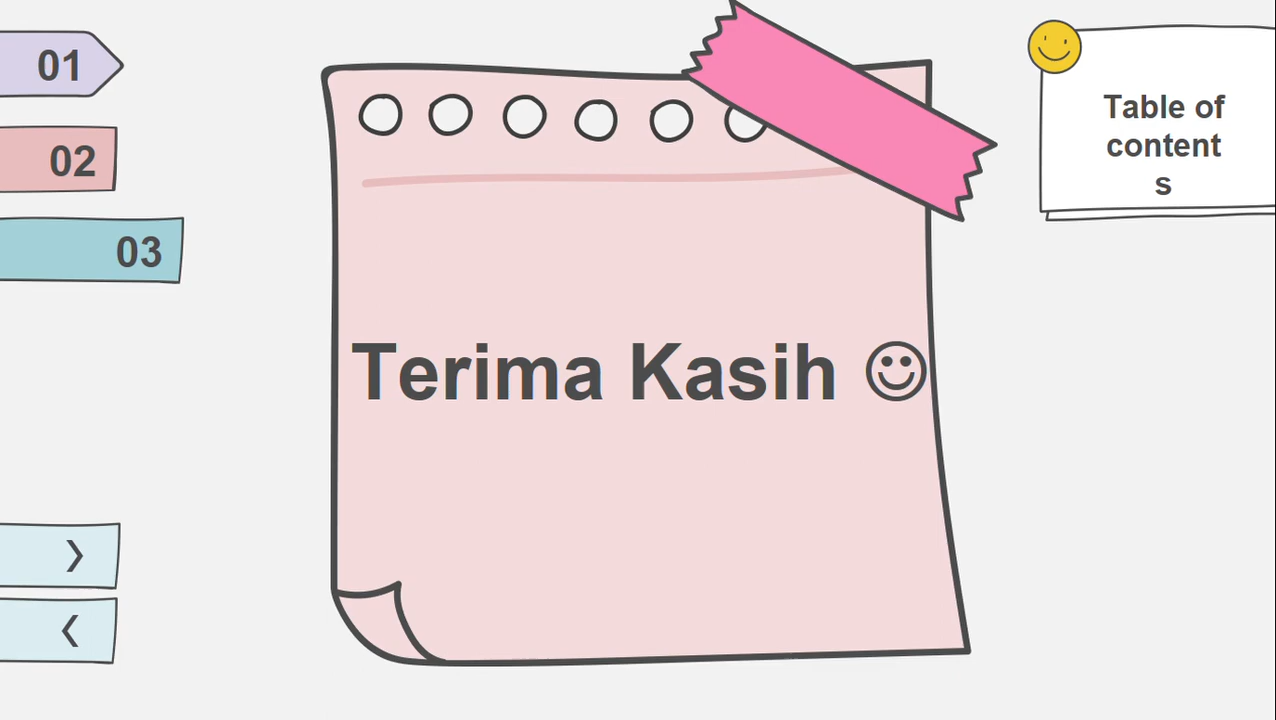 01
02
03
Table of
content
s
Terima Kasih ☺
❯
❮